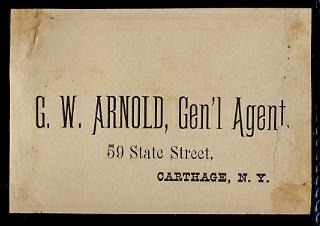 G. W. ARNOLD, Gen'l Agent.
59 State Street,
CARTHAGE, N. Y.